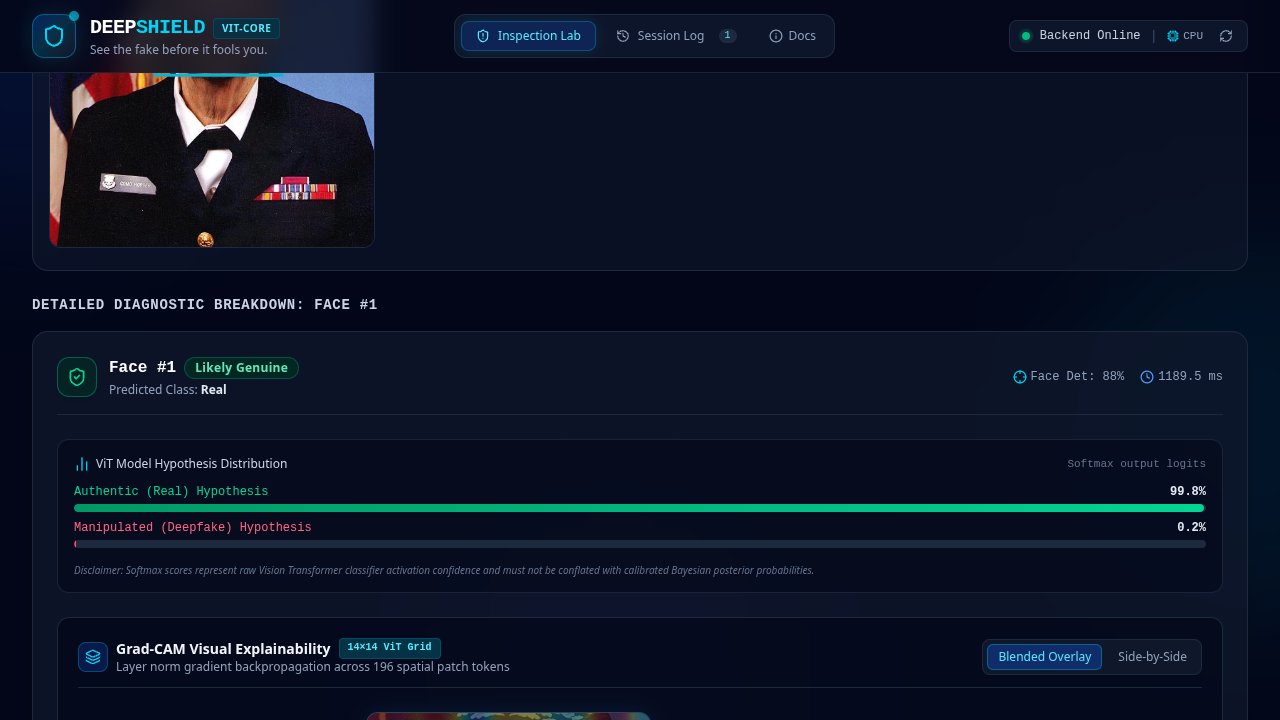 DEEPSHIELD VIT-CORE
See the fake before it fools you.
Inspection Lab
Session Log 1
Docs
Backend Online | CPU
DETAILED DIAGNOSTIC BREAKDOWN: FACE #1
Face #1 Likely Genuine
Predicted Class: Real
Face Det: 88% 1189.5 ms
ViT Model Hypothesis Distribution
Softmax output logits
Authentic (Real) Hypothesis 99.8%
Manipulated (Deepfake) Hypothesis 0.2%
Disclaimer: Softmax scores represent raw Vision Transformer classifier activation confidence and must not be conflated with calibrated Bayesian posterior probabilities.
Grad-CAM Visual Explainability 14×14 ViT Grid
Layer norm gradient backpropagation across 196 spatial patch tokens
Blended Overlay Side-by-Side